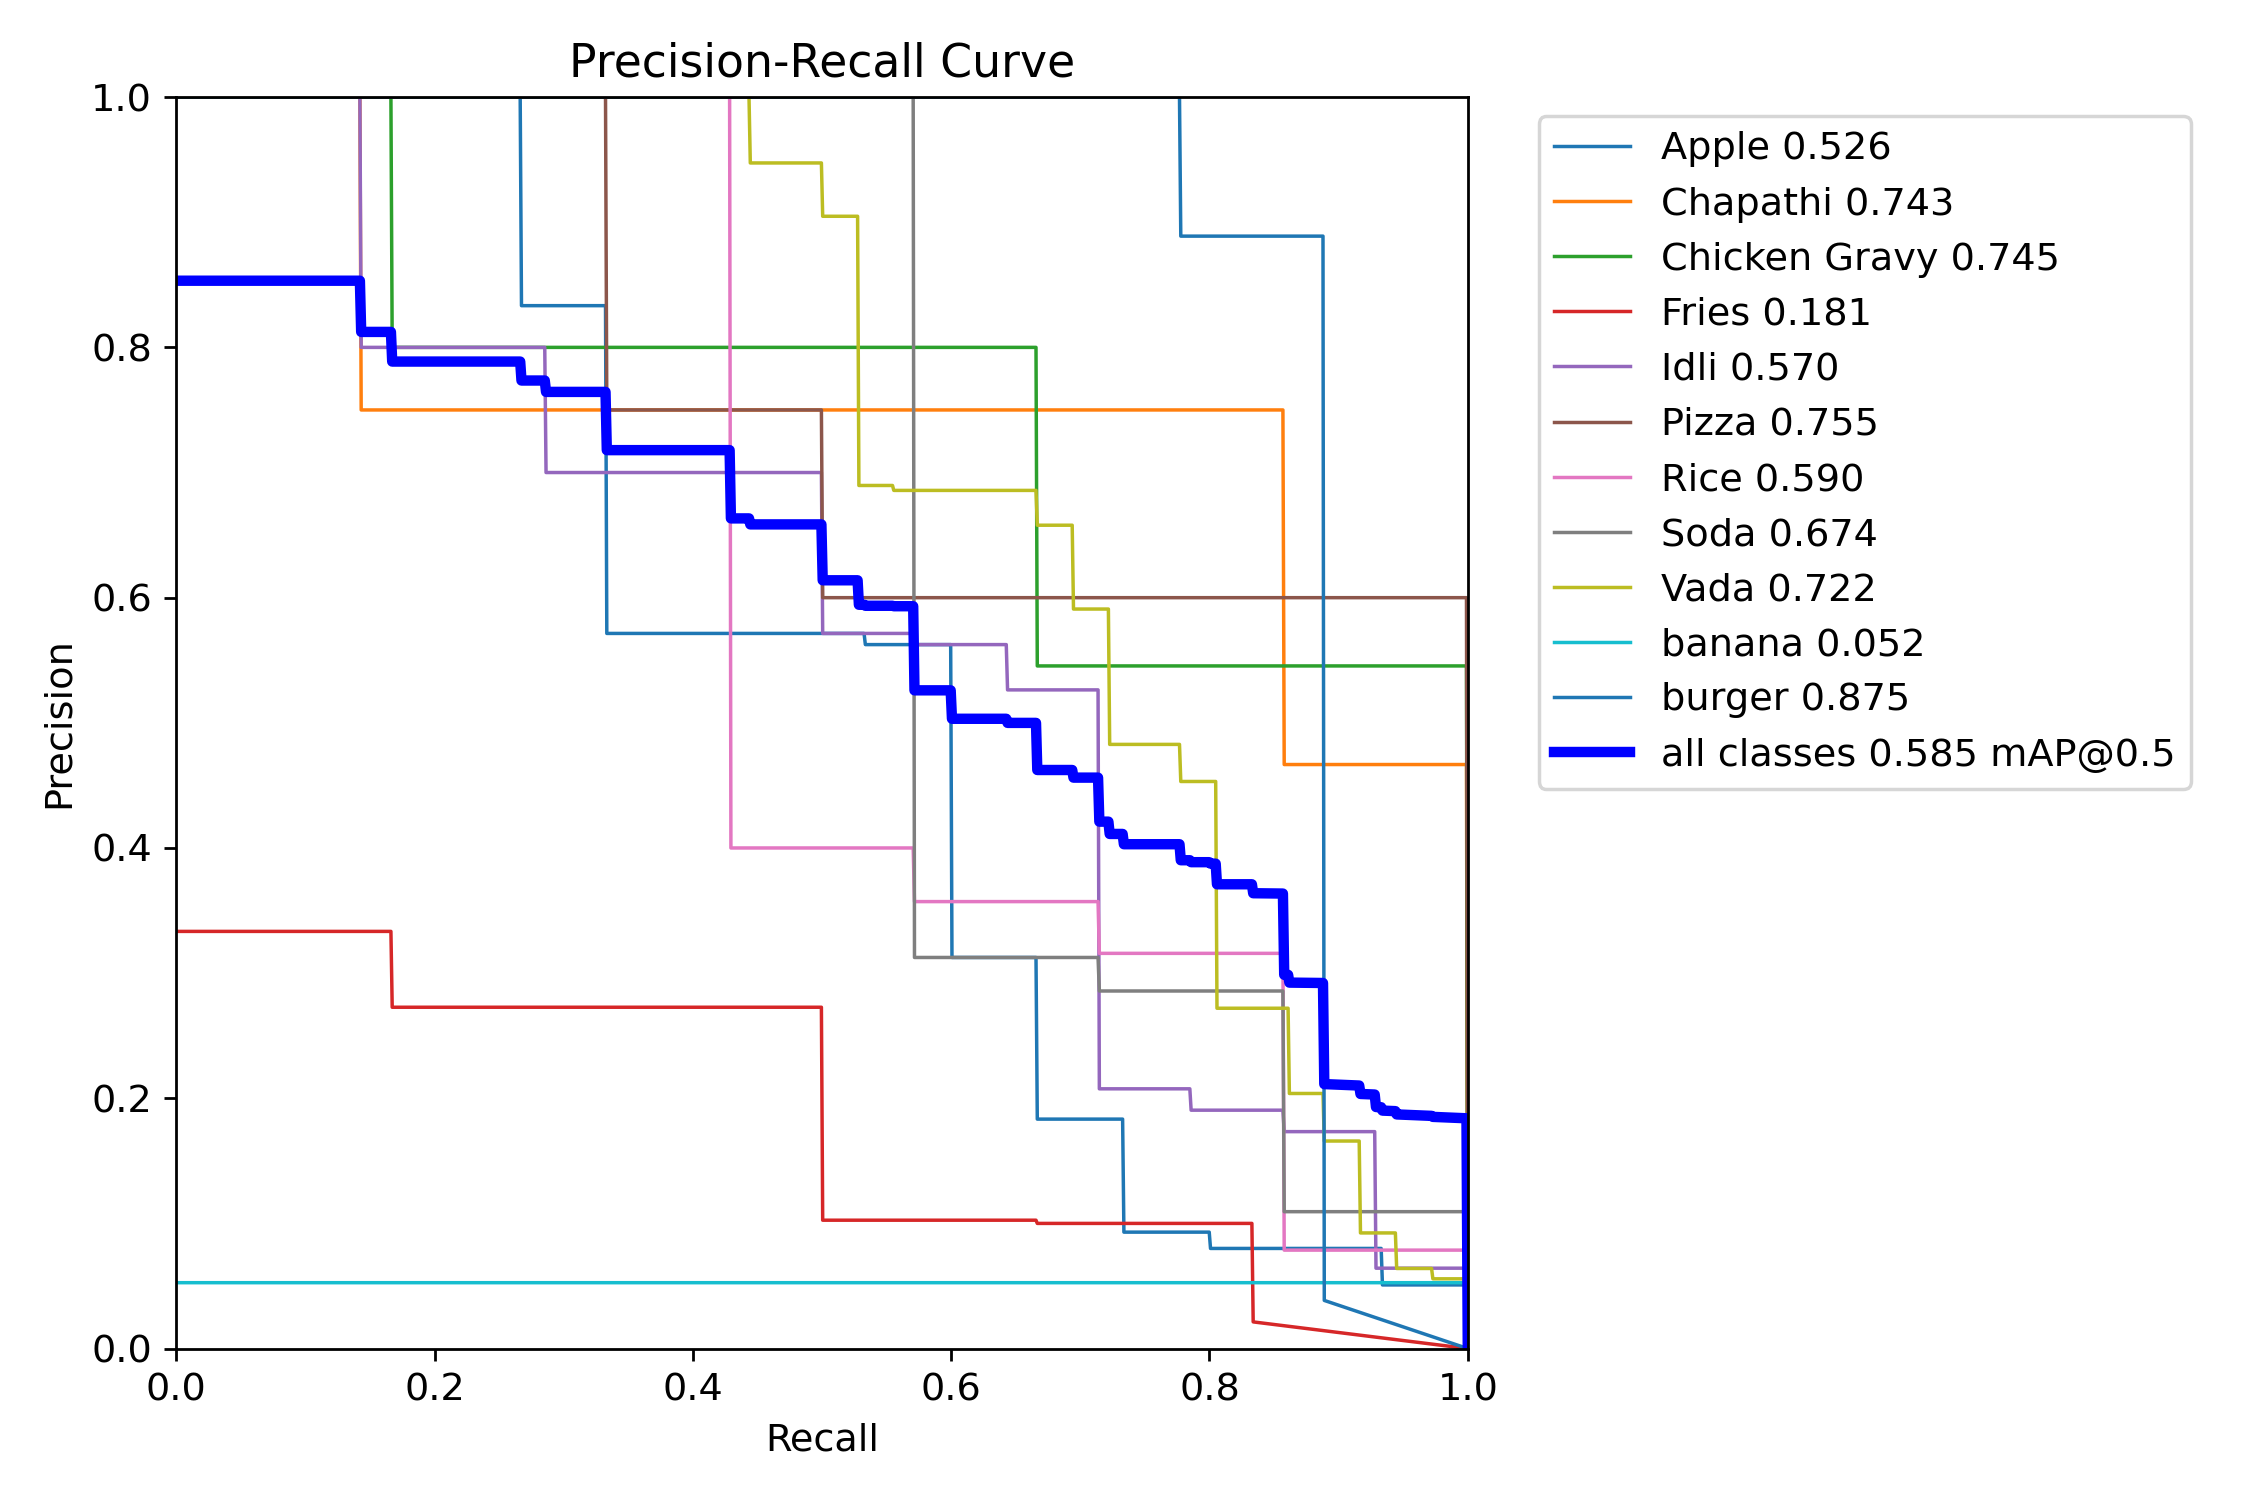 Precision-Recall Curve
1.0
0.8
0.6
0.4
0.2
0.0
Precision
0.0 0.2 0.4 0.6 0.8 1.0
Recall
Apple 0.526
Chapathi 0.743
Chicken Gravy 0.745
Fries 0.181
Idli 0.570
Pizza 0.755
Rice 0.590
Soda 0.674
Vada 0.722
banana 0.052
burger 0.875
all classes 0.585 mAP@0.5